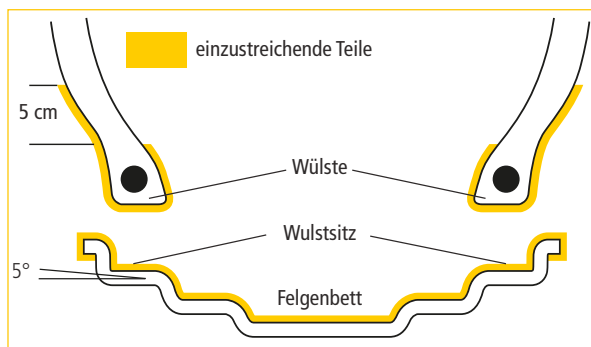 einzustreichende Teile
5 cm
Wülste
Wulstsitz
5°
Felgenbett